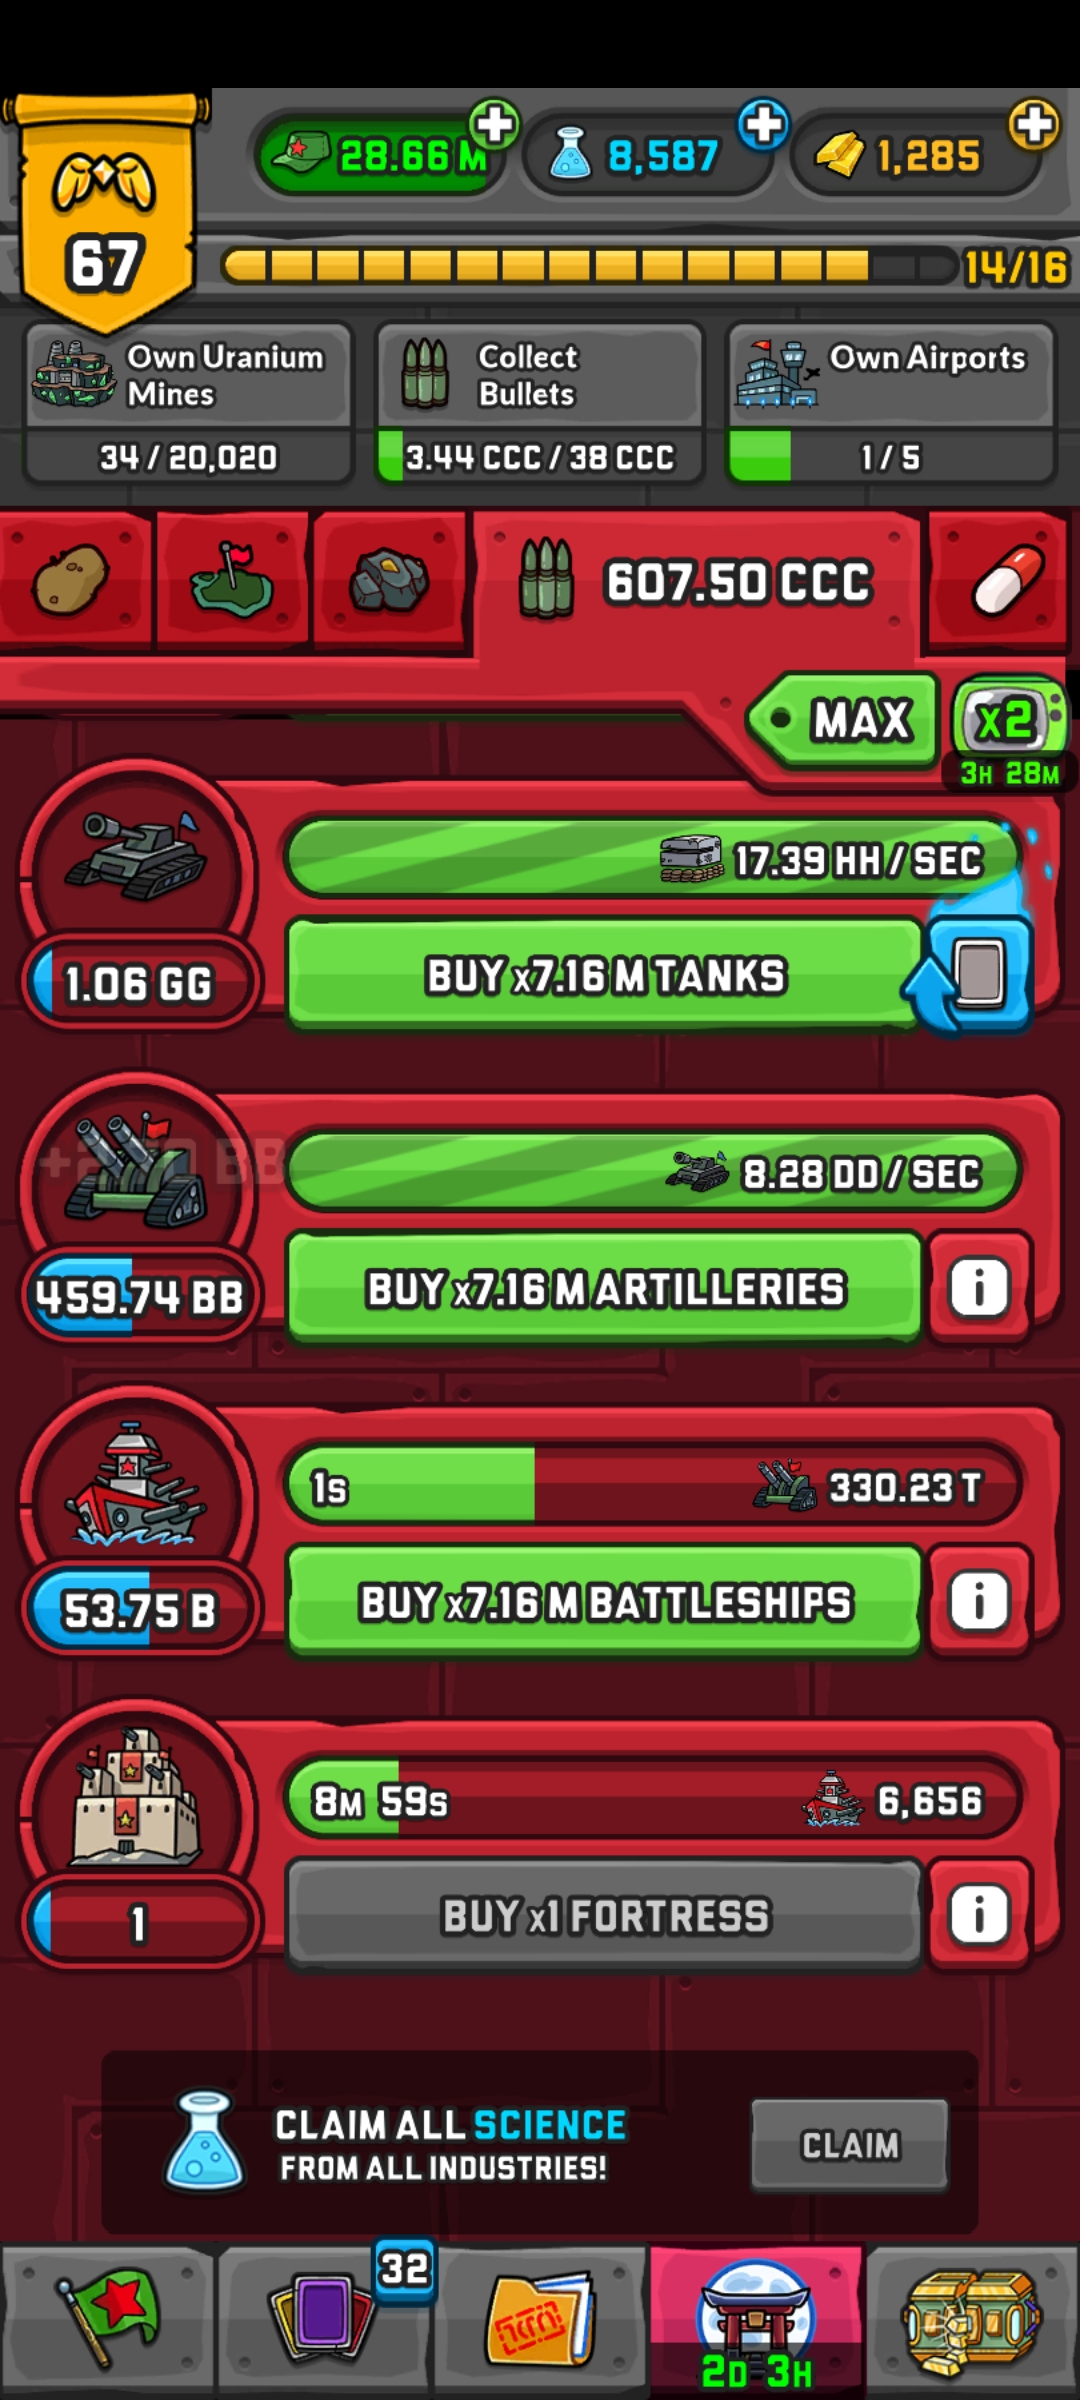 28.66 M
8,587
1,285
67
14/16
Own Uranium
Mines
34 / 20,020
Collect
Bullets
3.44 CCC / 38 CCC
Own Airports
1 / 5
607.50 CCC
MAX
x2
3H 28M
17.39 HH / SEC
1.06 GG
BUY x7.16 M TANKS
8.28 DD / SEC
459.74 BB
BUY x7.16 M ARTILLERIES
i
1S
330.23 T
53.75 B
BUY x7.16 M BATTLESHIPS
i
8M 59S
6,656
1
BUY x1 FORTRESS
i
CLAIM ALL SCIENCE
FROM ALL INDUSTRIES!
CLAIM
32
2D 3H